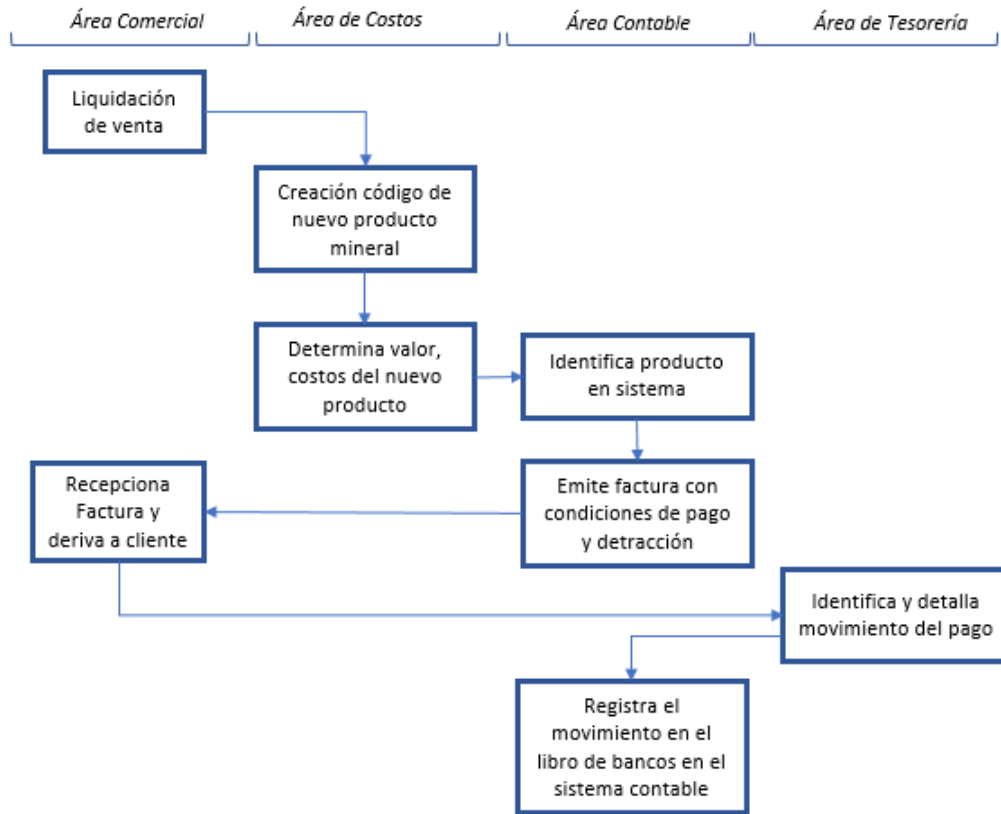 Área Comercial
Área de Costos
Área Contable
Área de Tesorería
Liquidación
de venta
Creación código de
nuevo producto
mineral
Determina valor,
costos del nuevo
producto
Identifica producto
en sistema
Recepciona
Factura y
deriva a cliente
Emite factura con
condiciones de pago
y detracción
Identifica y detalla
movimiento del pago
Registra el
movimiento en el
libro de bancos en el
sistema contable